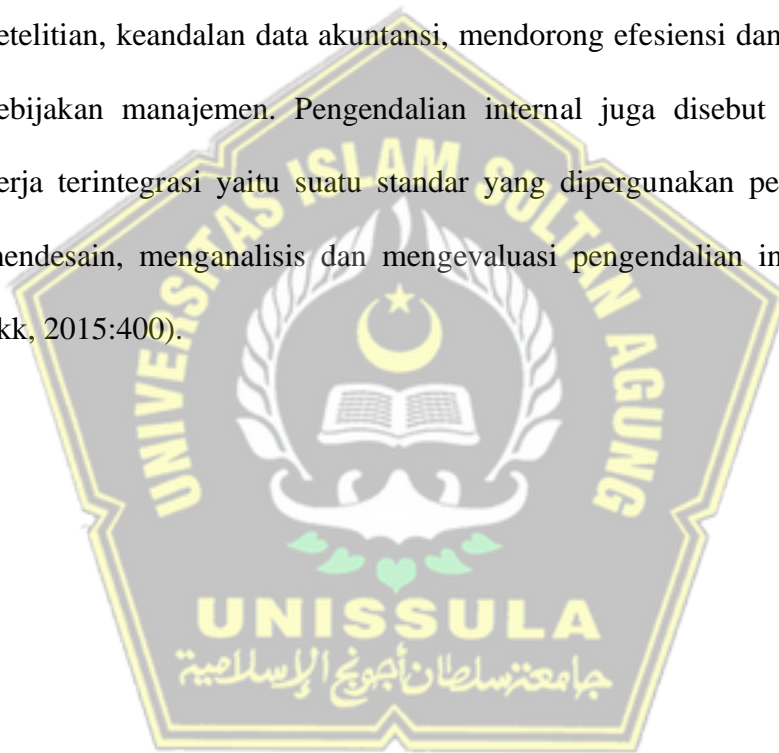 etelitian, keandalan data akuntansi, mendorong efesiensi dan
ebijakan manajemen. Pengendalian internal juga disebut
erja terintegrasi yaitu suatu standar yang dipergunakan pe
nendesain, menganalisis dan mengevaluasi pengendalian in
kk, 2015:400).
UNIVERSITAS ISLAM SULTAN AGUNG
UNISSULA
جامعة سلطان أجونج الإسلامية